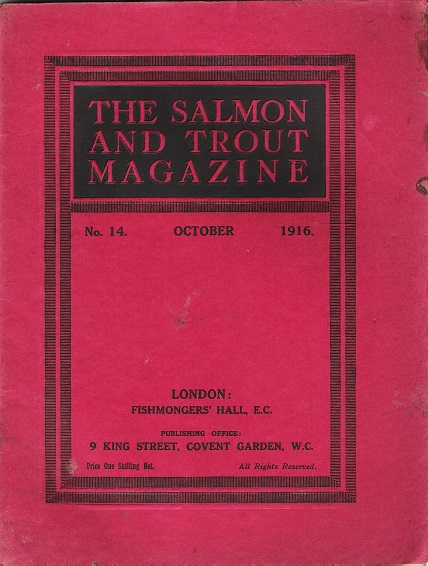 THE SALMON
AND TROUT
MAGAZINE
No. 14. OCTOBER 1916.
LONDON:
FISHMONGERS' HALL, E.C.
PUBLISHING OFFICE:
9 KING STREET, COVENT GARDEN, W.C.
Price One Shilling Net. All Rights Reserved.